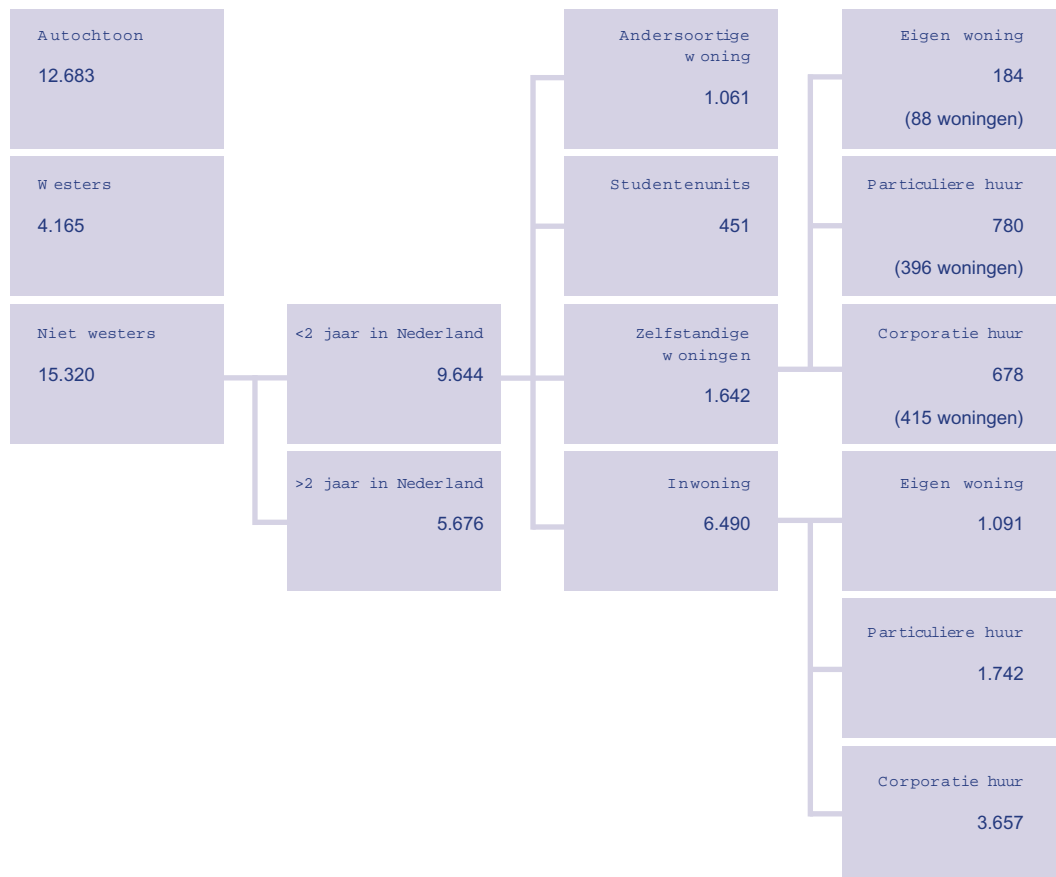 Autochtoon
12.683
Westers
4.165
Niet westers
15.320
<2 jaar in Nederland
9.644
>2 jaar in Nederland
5.676
Andersoortige
woning
1.061
Studentenunits
451
Zelfstandige
woningen
1.642
Inwoning
6.490
Eigen woning
184
(88 woningen)
Particuliere huur
780
(396 woningen)
Corporatie huur
678
(415 woningen)
Eigen woning
1.091
Particuliere huur
1.742
Corporatie huur
3.657